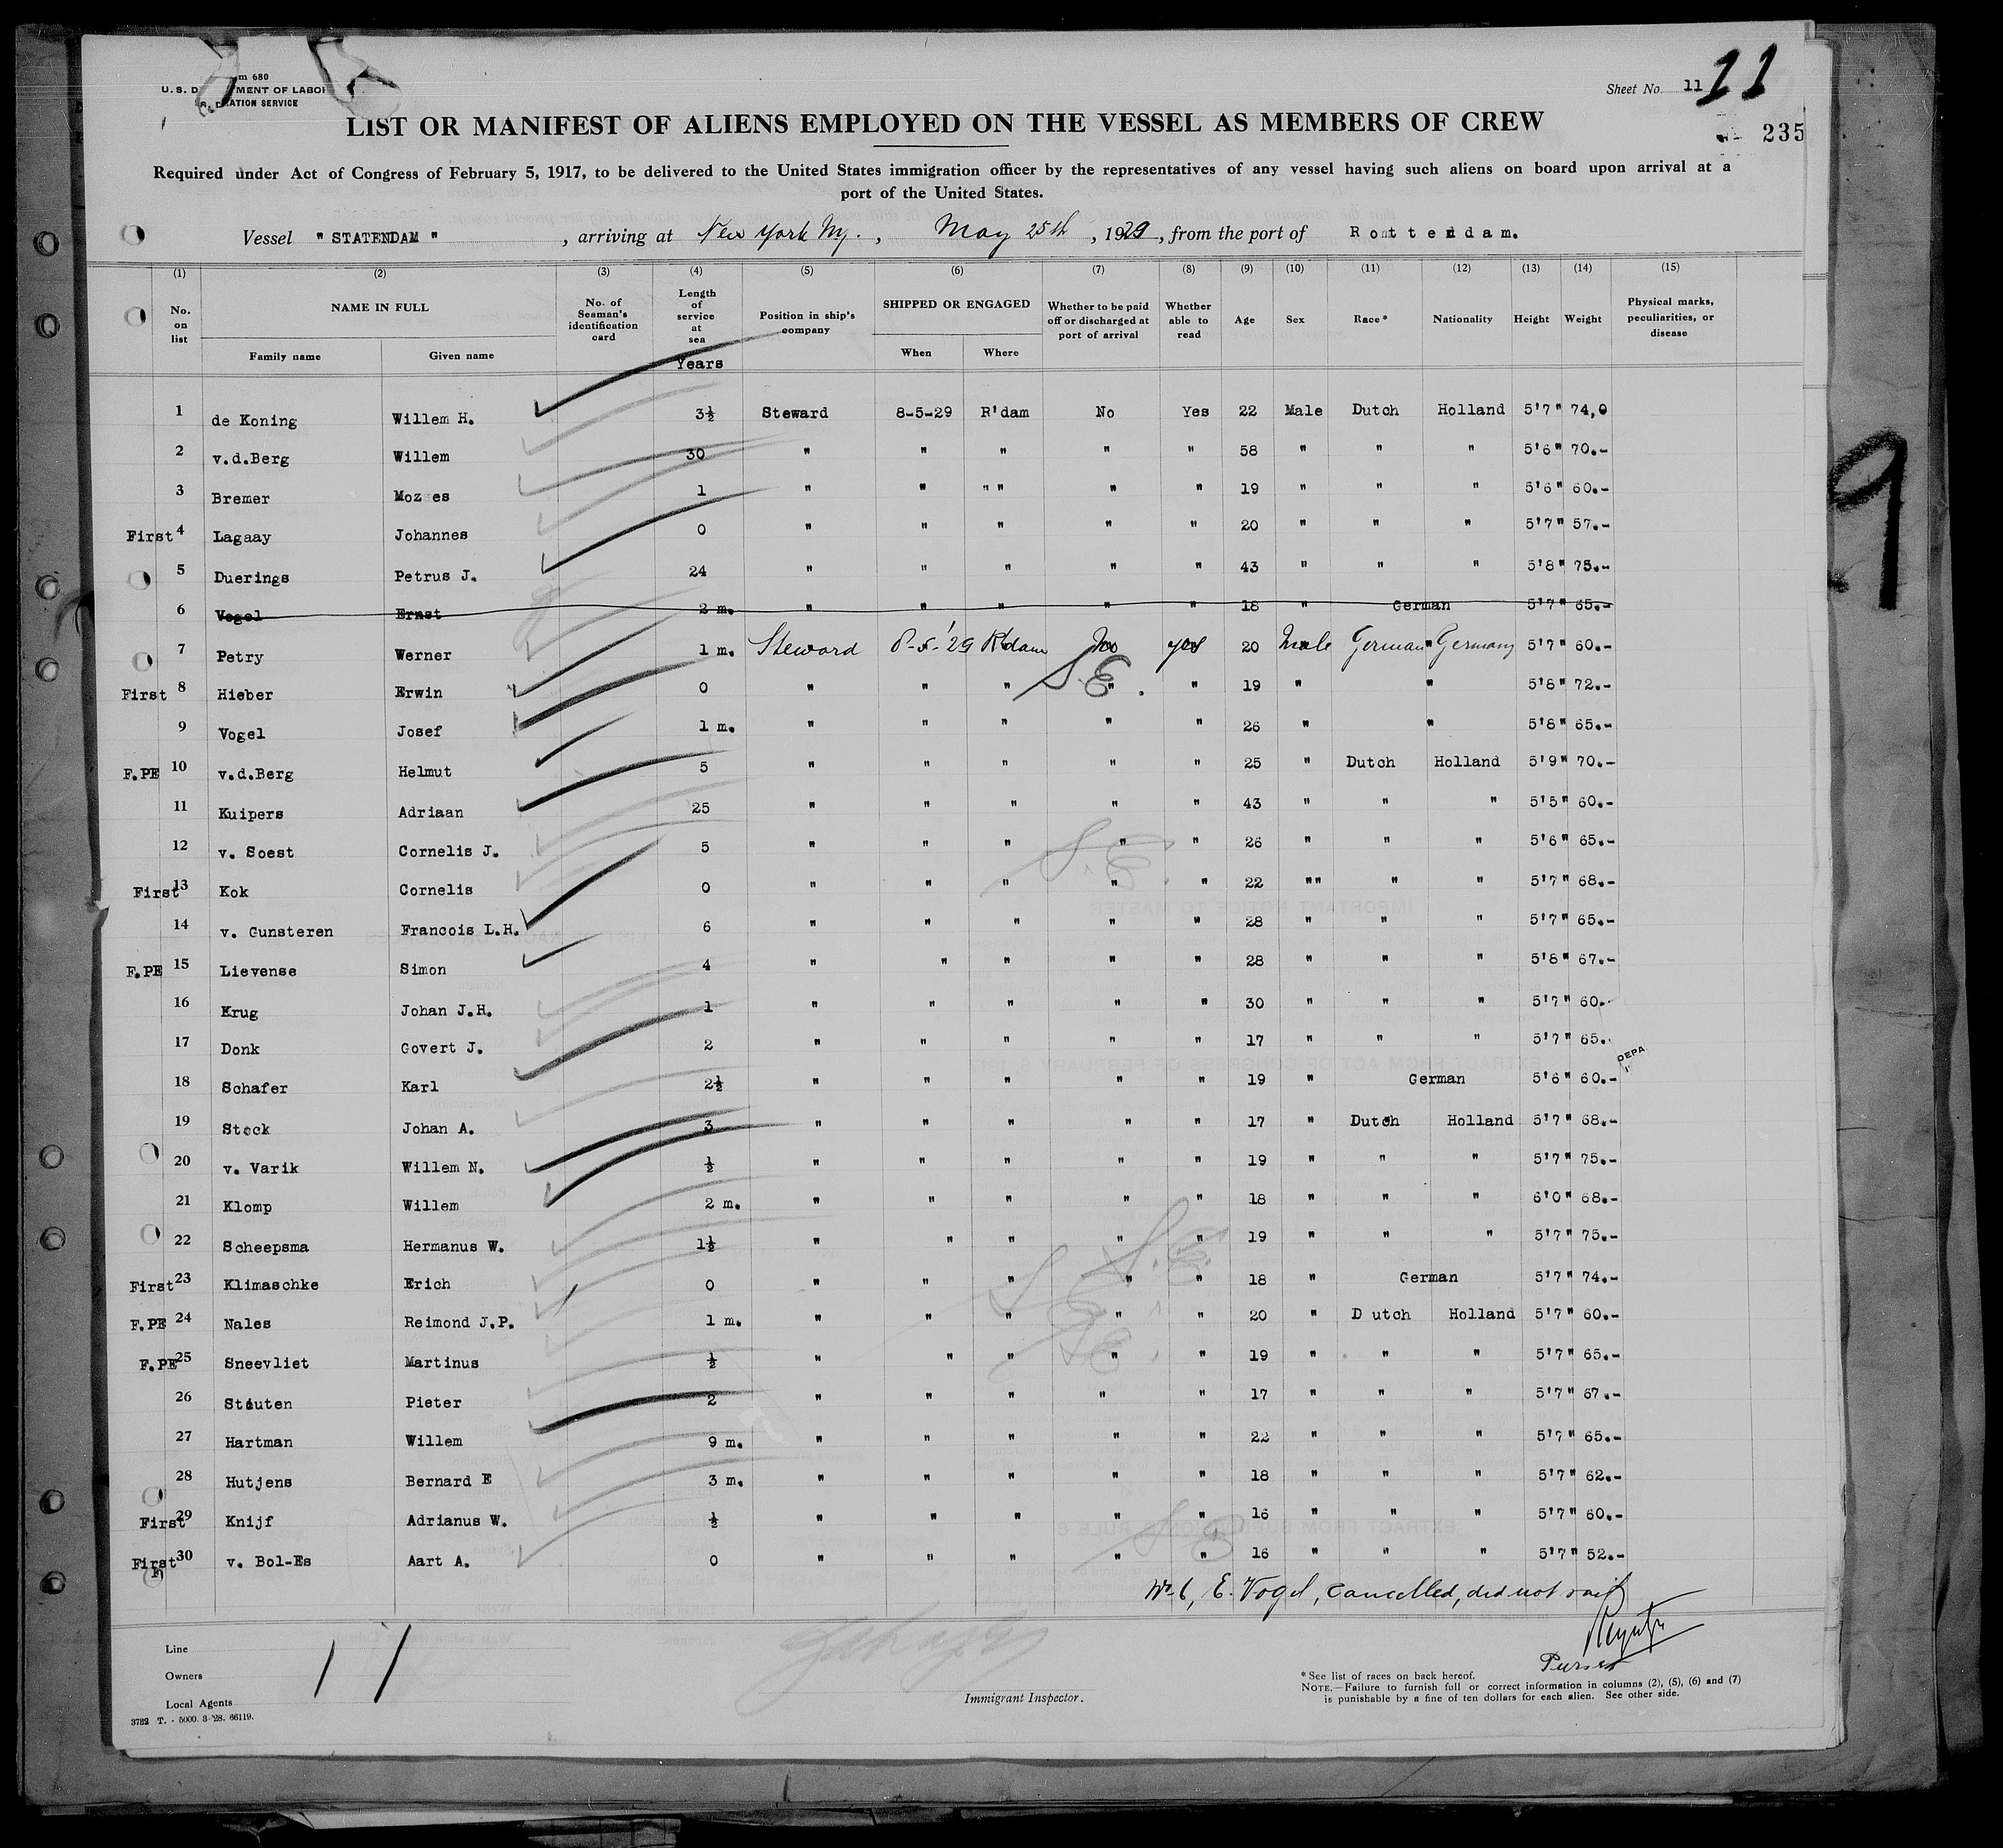 m 680
U. S. D MENT OF LABOR
ATION SERVICE
Sheet No. 11
11
235
LIST OR MANIFEST OF ALIENS EMPLOYED ON THE VESSEL AS MEMBERS OF CREW
Required under Act of Congress of February 5, 1917, to be delivered to the United States immigration officer by the representatives of any vessel having such aliens on board upon arrival at a
port of the United States.
Vessel "STATENDAM", arriving at New York Ny., May 25th, 1929, from the port of Rotterdam.
(1) (2) (3) (4) (5) (6) (7) (8) (9) (10) (11) (12) (13) (14) (15)
No. on list NAME IN FULL Family name Given name No. of Seaman's identification card Length of service at sea Years Position in ship's company SHIPPED OR ENGAGED When Where Whether to be paid off or discharged at port of arrival Whether able to read Age Sex Race* Nationality Height Weight Physical marks, peculiarities, or disease
1 de Koning Willem H. 3½ Steward 8-5-29 R'dam No Yes 22 Male Dutch Holland 5'7" 74,0
2 v.d.Berg Willem 30 " " " " " 58 " " " 5'6" 70.-
3 Bremer Mozes 1 " " " " " " 19 " " " 5'6" 60.-
First 4 Lagaay Johannes 0 " " " " " 20 " " " 5'7" 57.-
5 Duerings Petrus J. 24 " " " " " 43 " " " 5'8" 75.-
6 Vogel Ernst 2 m. " " " " " 18 " German 5'7" 65.-
7 Petry Werner 1 m. Steward 8-5-'29 R'dam No yes 20 Male German Germany 5'7" 60.-
S.E.
First 8 Hieber Erwin 0 " " " " " 19 " " 5'8" 72.-
9 Vogel Josef 1 m. " " " " " 26 " " 5'8" 65.-
F.PE 10 v.d.Berg Helmut 5 " " " " " 25 " Dutch Holland 5'9" 70.-
11 Kuipers Adriaan 25 " " " " " 43 " " " 5'5" 60.-
12 v. Soest Cornelis J. 5 " " " " " 26 " " " 5'6" 65.-
S.E.
First 13 Kok Cornelis 0 " " " " " 22 "" " " 5'7" 68.-
14 v. Gunsteren Francois L.H. 6 " " " " " 28 " " " 5'7" 65.-
F.PE 15 Lievense Simon 4 " " " " " 28 " " " 5'8" 67.-
16 Krug Johan J.H. 1 " " " " " 30 " " " 5'7" 60.-
17 Donk Govert J. 2 " " " " " 17 " " " 5'7" 65.
DEPA
18 Schafer Karl 2½ " " " " " 19 " German 5'6" 60.-
19 Stock Johan A. 3 " " " " " 17 " Dutch Holland 5'7" 68.-
20 v. Varik Willem N. ½ " " " " " 19 " " " 5'7" 75.-
21 Klomp Willem 2 m. " " " " " 18 " " " 6'0" 68.-
22 Scheepsma Hermanus W. 1½ " " " " " 19 " " " 5'7" 75.-
S.E.
First 23 Klimaschke Erich 0 " " " " " 18 " German 5'7" 74.-
S.E.
F.PE 24 Nales Reimond J.P. 1 m. " " " " " 20 " Dutch Holland 5'7" 60.-
S.E.
F.PE 25 Sneevliet Martinus ½ " " " " " 19 " " " 5'7" 65.-
26 Stuten Pieter 2 " " " " " 17 " " " 5'7" 67.-
27 Hartman Willem 9 m. " " " " " 22 " " " 5'7" 65.-
28 Hutjens Bernard E 3 m. " " " " " 18 " " " 5'7" 62.-
First 29 Knijf Adrianus W. ½ " " " " " 16 " " " 5'7" 60.-
S.E.
First 30 v. Bol-Es Aart A. 0 " " " " " 16 " " " 5'7" 52.-
No 6, E. Vogel, cancelled, did not sail
Purser
Line
Owners
Local Agents
11
3732 T. - 5000. 3-'28. 66119.
Immigrant Inspector.
* See list of races on back hereof.
NOTE.—Failure to furnish full or correct information in columns (2), (5), (6) and (7)
is punishable by a fine of ten dollars for each alien. See other side.
9